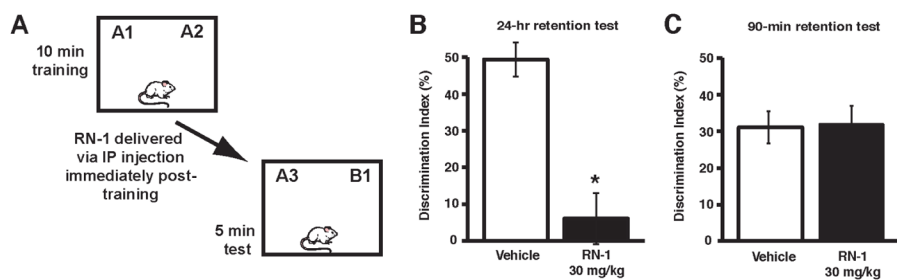 A
A1 A2
10 min
training
RN-1 delivered
via IP injection
immediately post-
training
A3 B1
5 min
test
B
24-hr retention test
Discrimination Index (%)
50
40
30
20
10
0
*
Vehicle
RN-1
30 mg/kg
C
90-min retention test
Discrimination Index (%)
50
40
30
20
10
0
Vehicle
RN-1
30 mg/kg